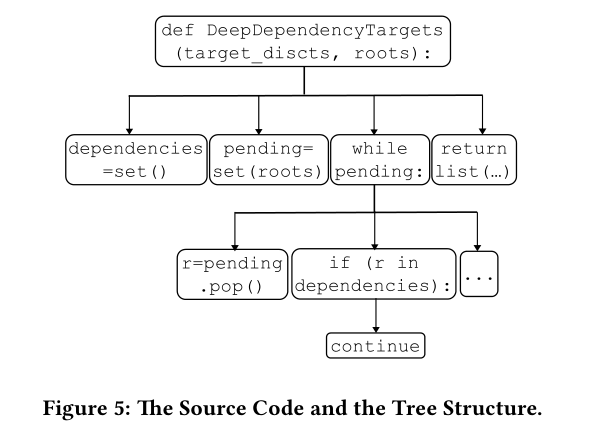 def DeepDependencyTargets
(target_discts, roots):
dependencies
=set()
pending=
set(roots)
while
pending:
return
list(…)
r=pending
.pop()
if (r in
dependencies):
...
continue
Figure 5: The Source Code and the Tree Structure.